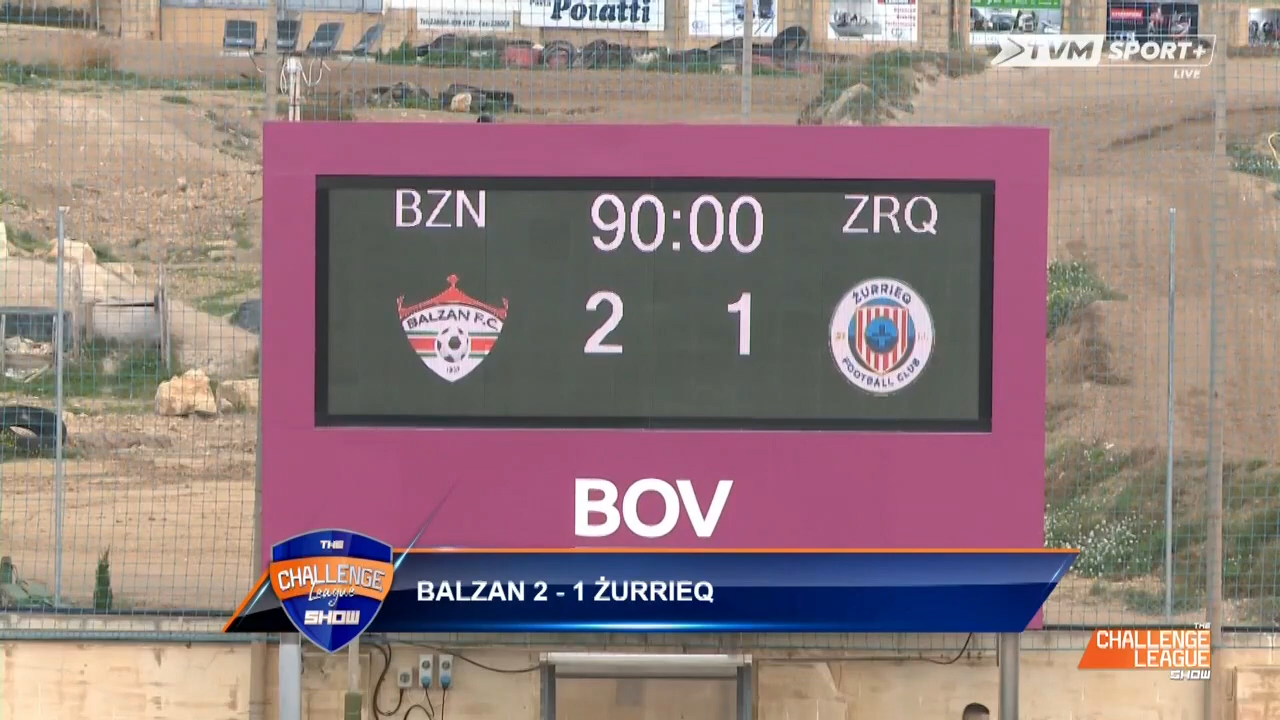 Poiatti
TVM SPORT+
LIVE
BZN 90:00 ZRQ
2 1
BALZAN F.C.
ŻURRIEQ
FOOTBALL CLUB
BOV
THE
CHALLENGE
League
SHOW
BALZAN 2 - 1 ŻURRIEQ
THE
CHALLENGE
LEAGUE
SHOW